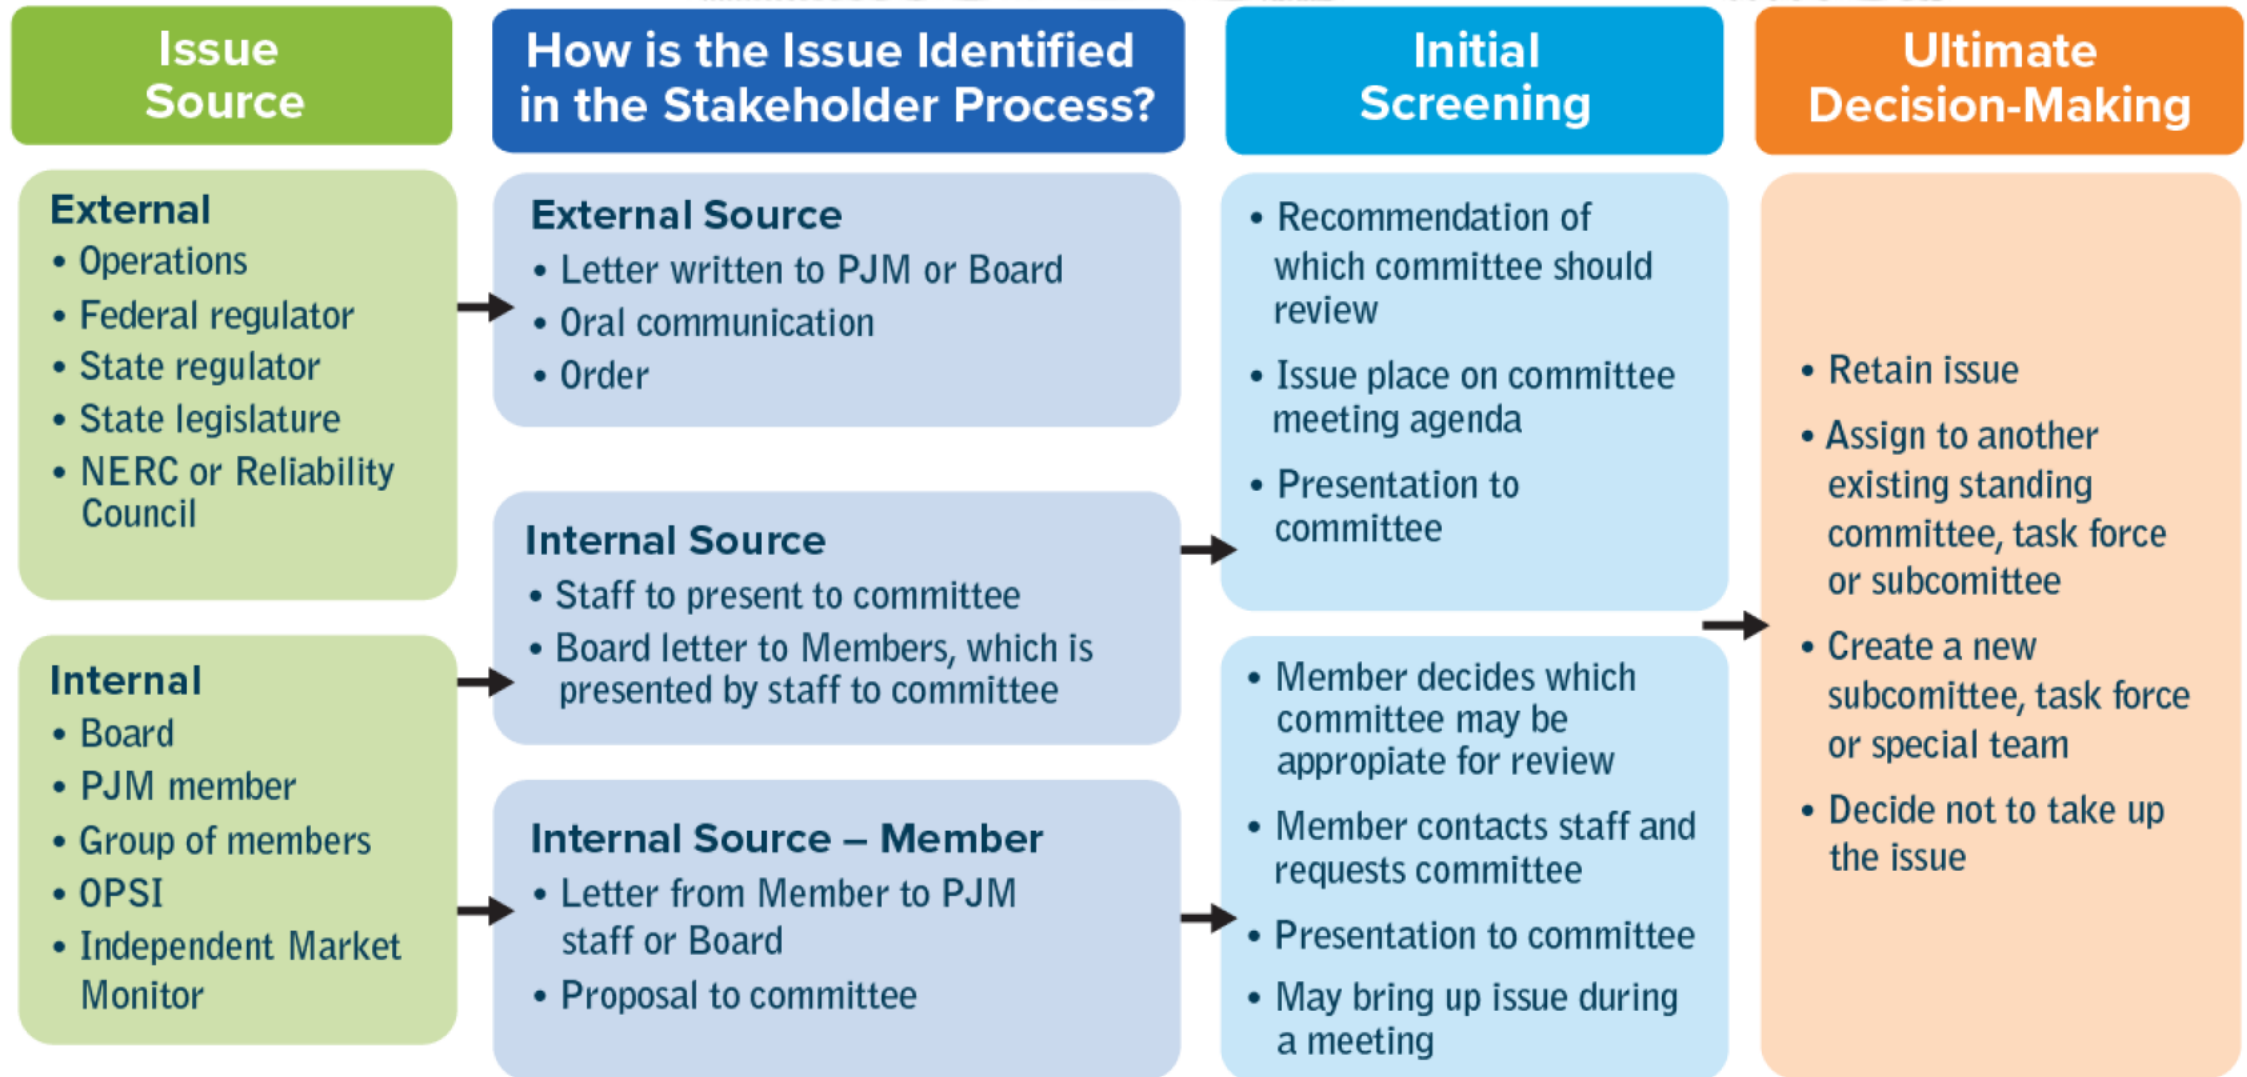 Issue
Source
How is the Issue Identified
in the Stakeholder Process?
Initial
Screening
Ultimate
Decision-Making
External
• Operations
• Federal regulator
• State regulator
• State legislature
• NERC or Reliability
Council
Internal
• Board
• PJM member
• Group of members
• OPSI
• Independent Market
Monitor
External Source
• Letter written to PJM or Board
• Oral communication
• Order
Internal Source
• Staff to present to committee
• Board letter to Members, which is
presented by staff to committee
Internal Source – Member
• Letter from Member to PJM
staff or Board
• Proposal to committee
• Recommendation of
which committee should
review
• Issue place on committee
meeting agenda
• Presentation to
committee
• Member decides which
committee may be
appropiate for review
• Member contacts staff and
requests committee
• Presentation to committee
• May bring up issue during
a meeting
• Retain issue
• Assign to another
existing standing
committee, task force
or subcomittee
• Create a new
subcomittee, task force
or special team
• Decide not to take up
the issue